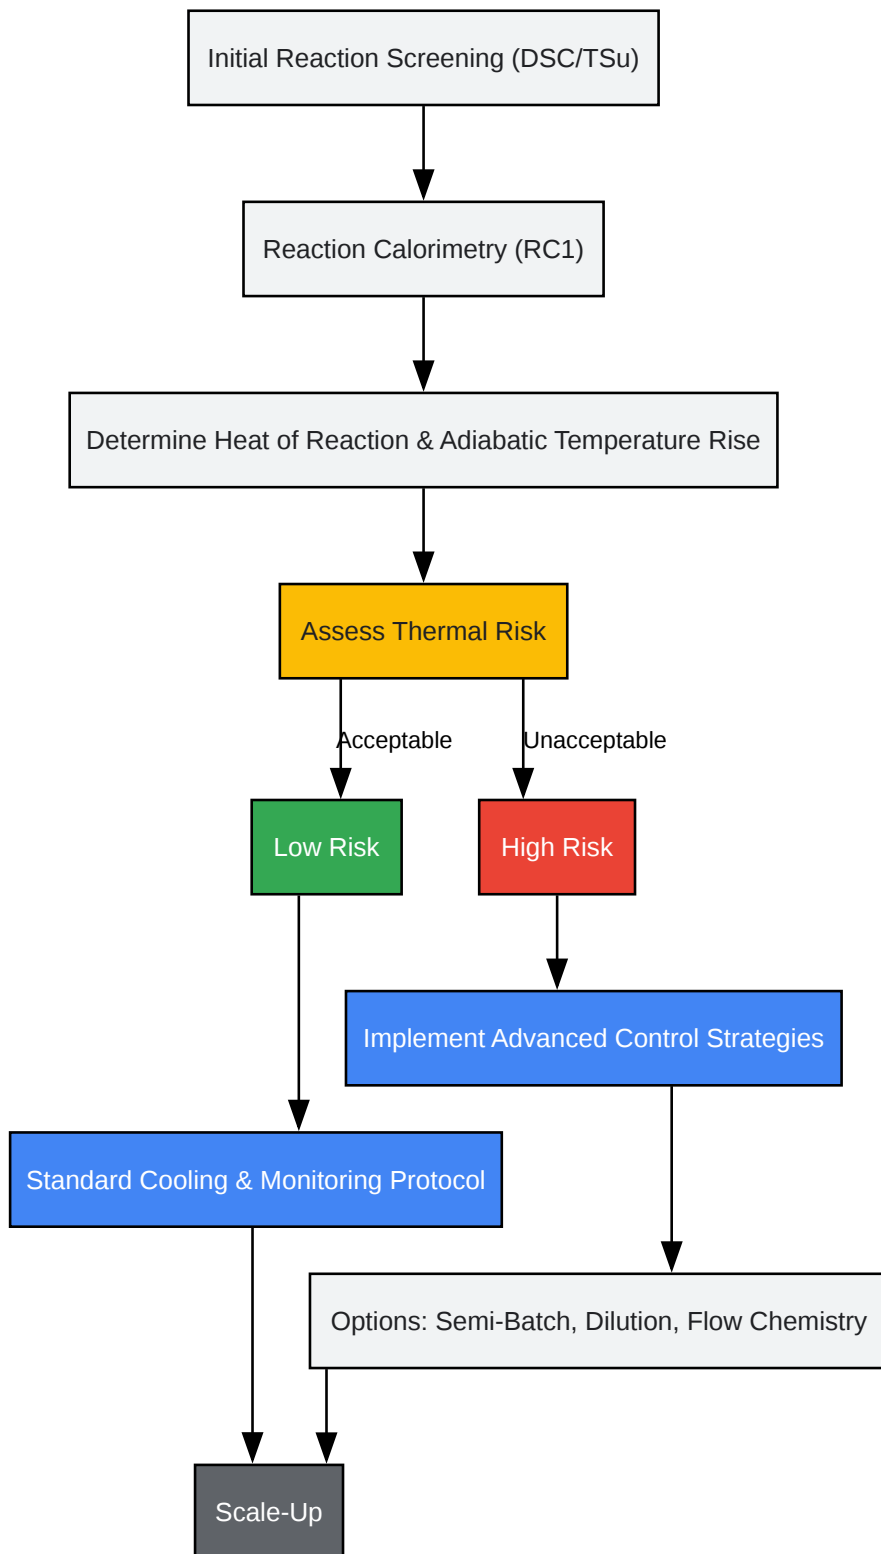 Initial Reaction Screening (DSC/TSu)
Reaction Calorimetry (RC1)
Determine Heat of Reaction & Adiabatic Temperature Rise
Assess Thermal Risk
Acceptable
Unacceptable
Low Risk
High Risk
Implement Advanced Control Strategies
Standard Cooling & Monitoring Protocol
Options: Semi-Batch, Dilution, Flow Chemistry
Scale-Up